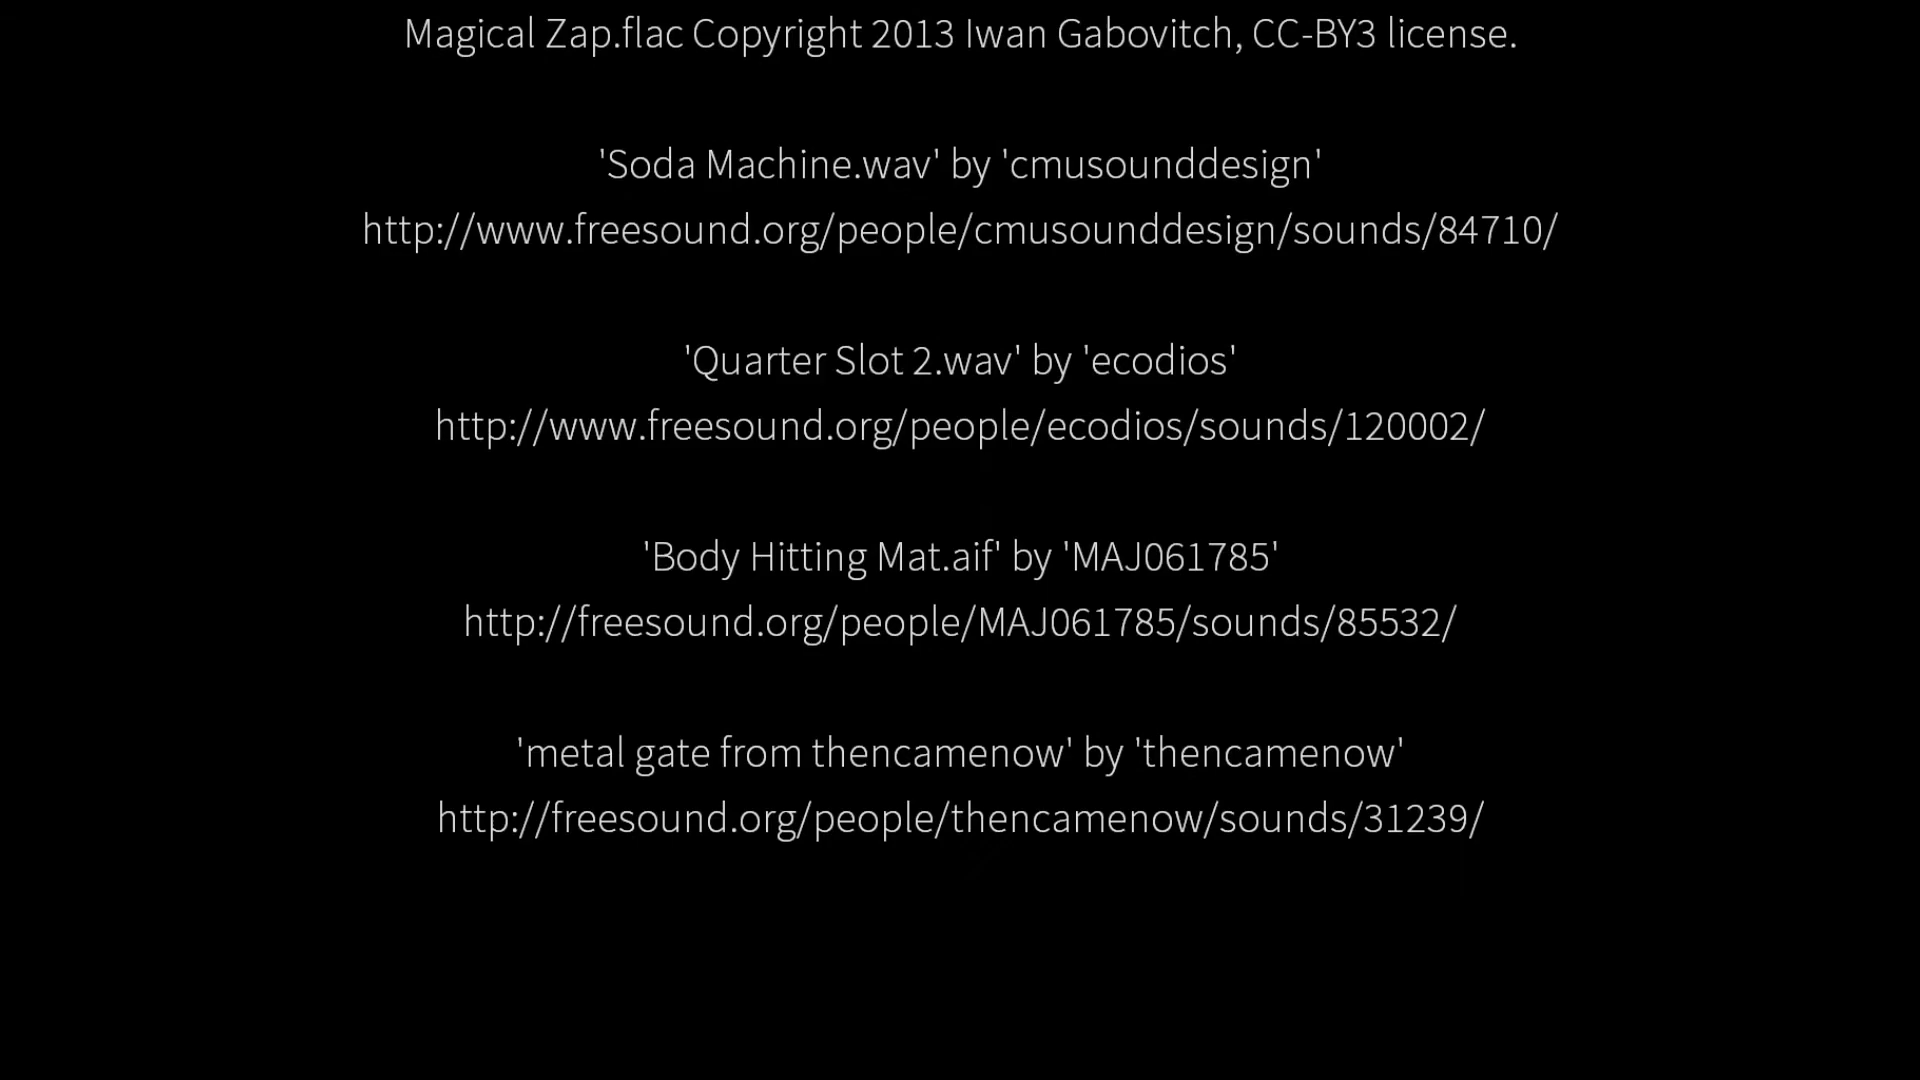 Magical Zap.flac Copyright 2013 Iwan Gabovitch, CC-BY3 license.
'Soda Machine.wav' by 'cmusounddesign'
http://www.freesound.org/people/cmusounddesign/sounds/84710/
'Quarter Slot 2.wav' by 'ecodios'
http://www.freesound.org/people/ecodios/sounds/120002/
'Body Hitting Mat.aif' by 'MAJ061785'
http://freesound.org/people/MAJ061785/sounds/85532/
'metal gate from thencamenow' by 'thencamenow'
http://freesound.org/people/thencamenow/sounds/31239/